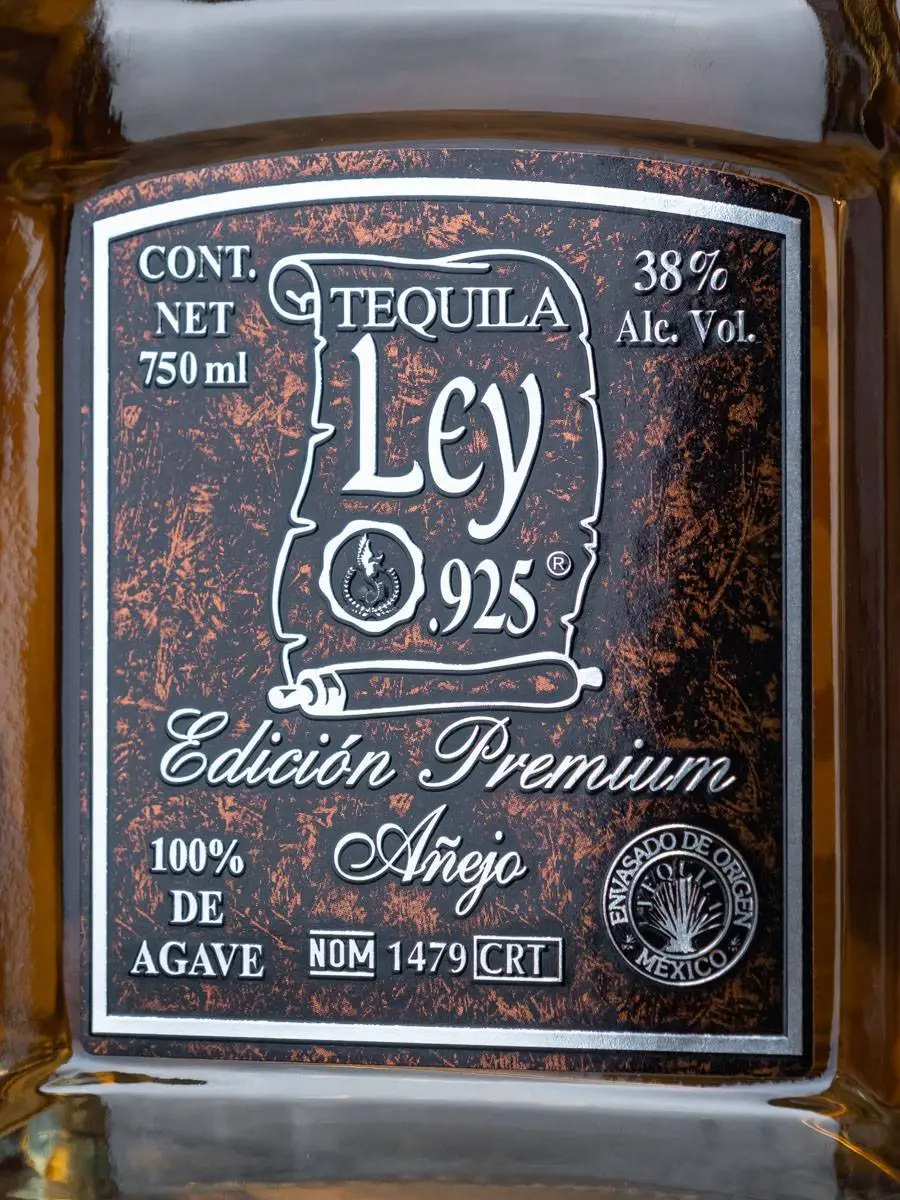 CONT.
NET
750 ml
TEQUILA
Ley
.925®
38%
Alc. Vol.
Edición Premium
Añejo
100%
DE
AGAVE
NOM 1479 CRT
ENVASADO DE ORIGEN
TEQUILA
MEXICO